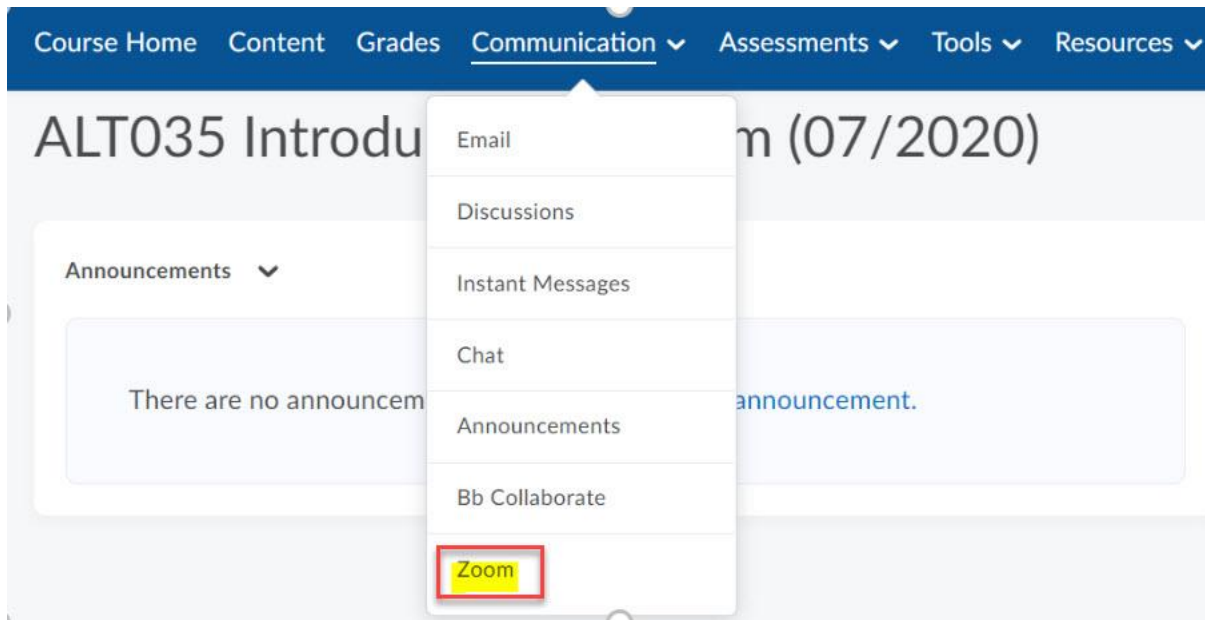 Course Home Content Grades Communication Assessments Tools Resources
ALT035 Introdu m (07/2020)
Email
Discussions
Announcements
Instant Messages
Chat
There are no announcem announcement.
Announcements
Bb Collaborate
Zoom